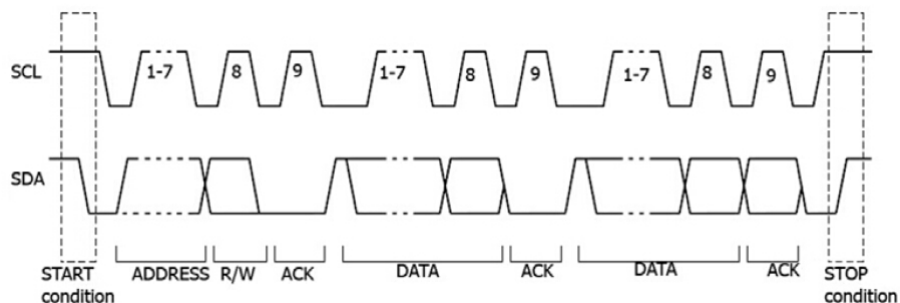 SCL 1-7 8 9 1-7 8 9 1-7 8 9
SDA
START condition ADDRESS R/W ACK DATA ACK DATA ACK STOP condition